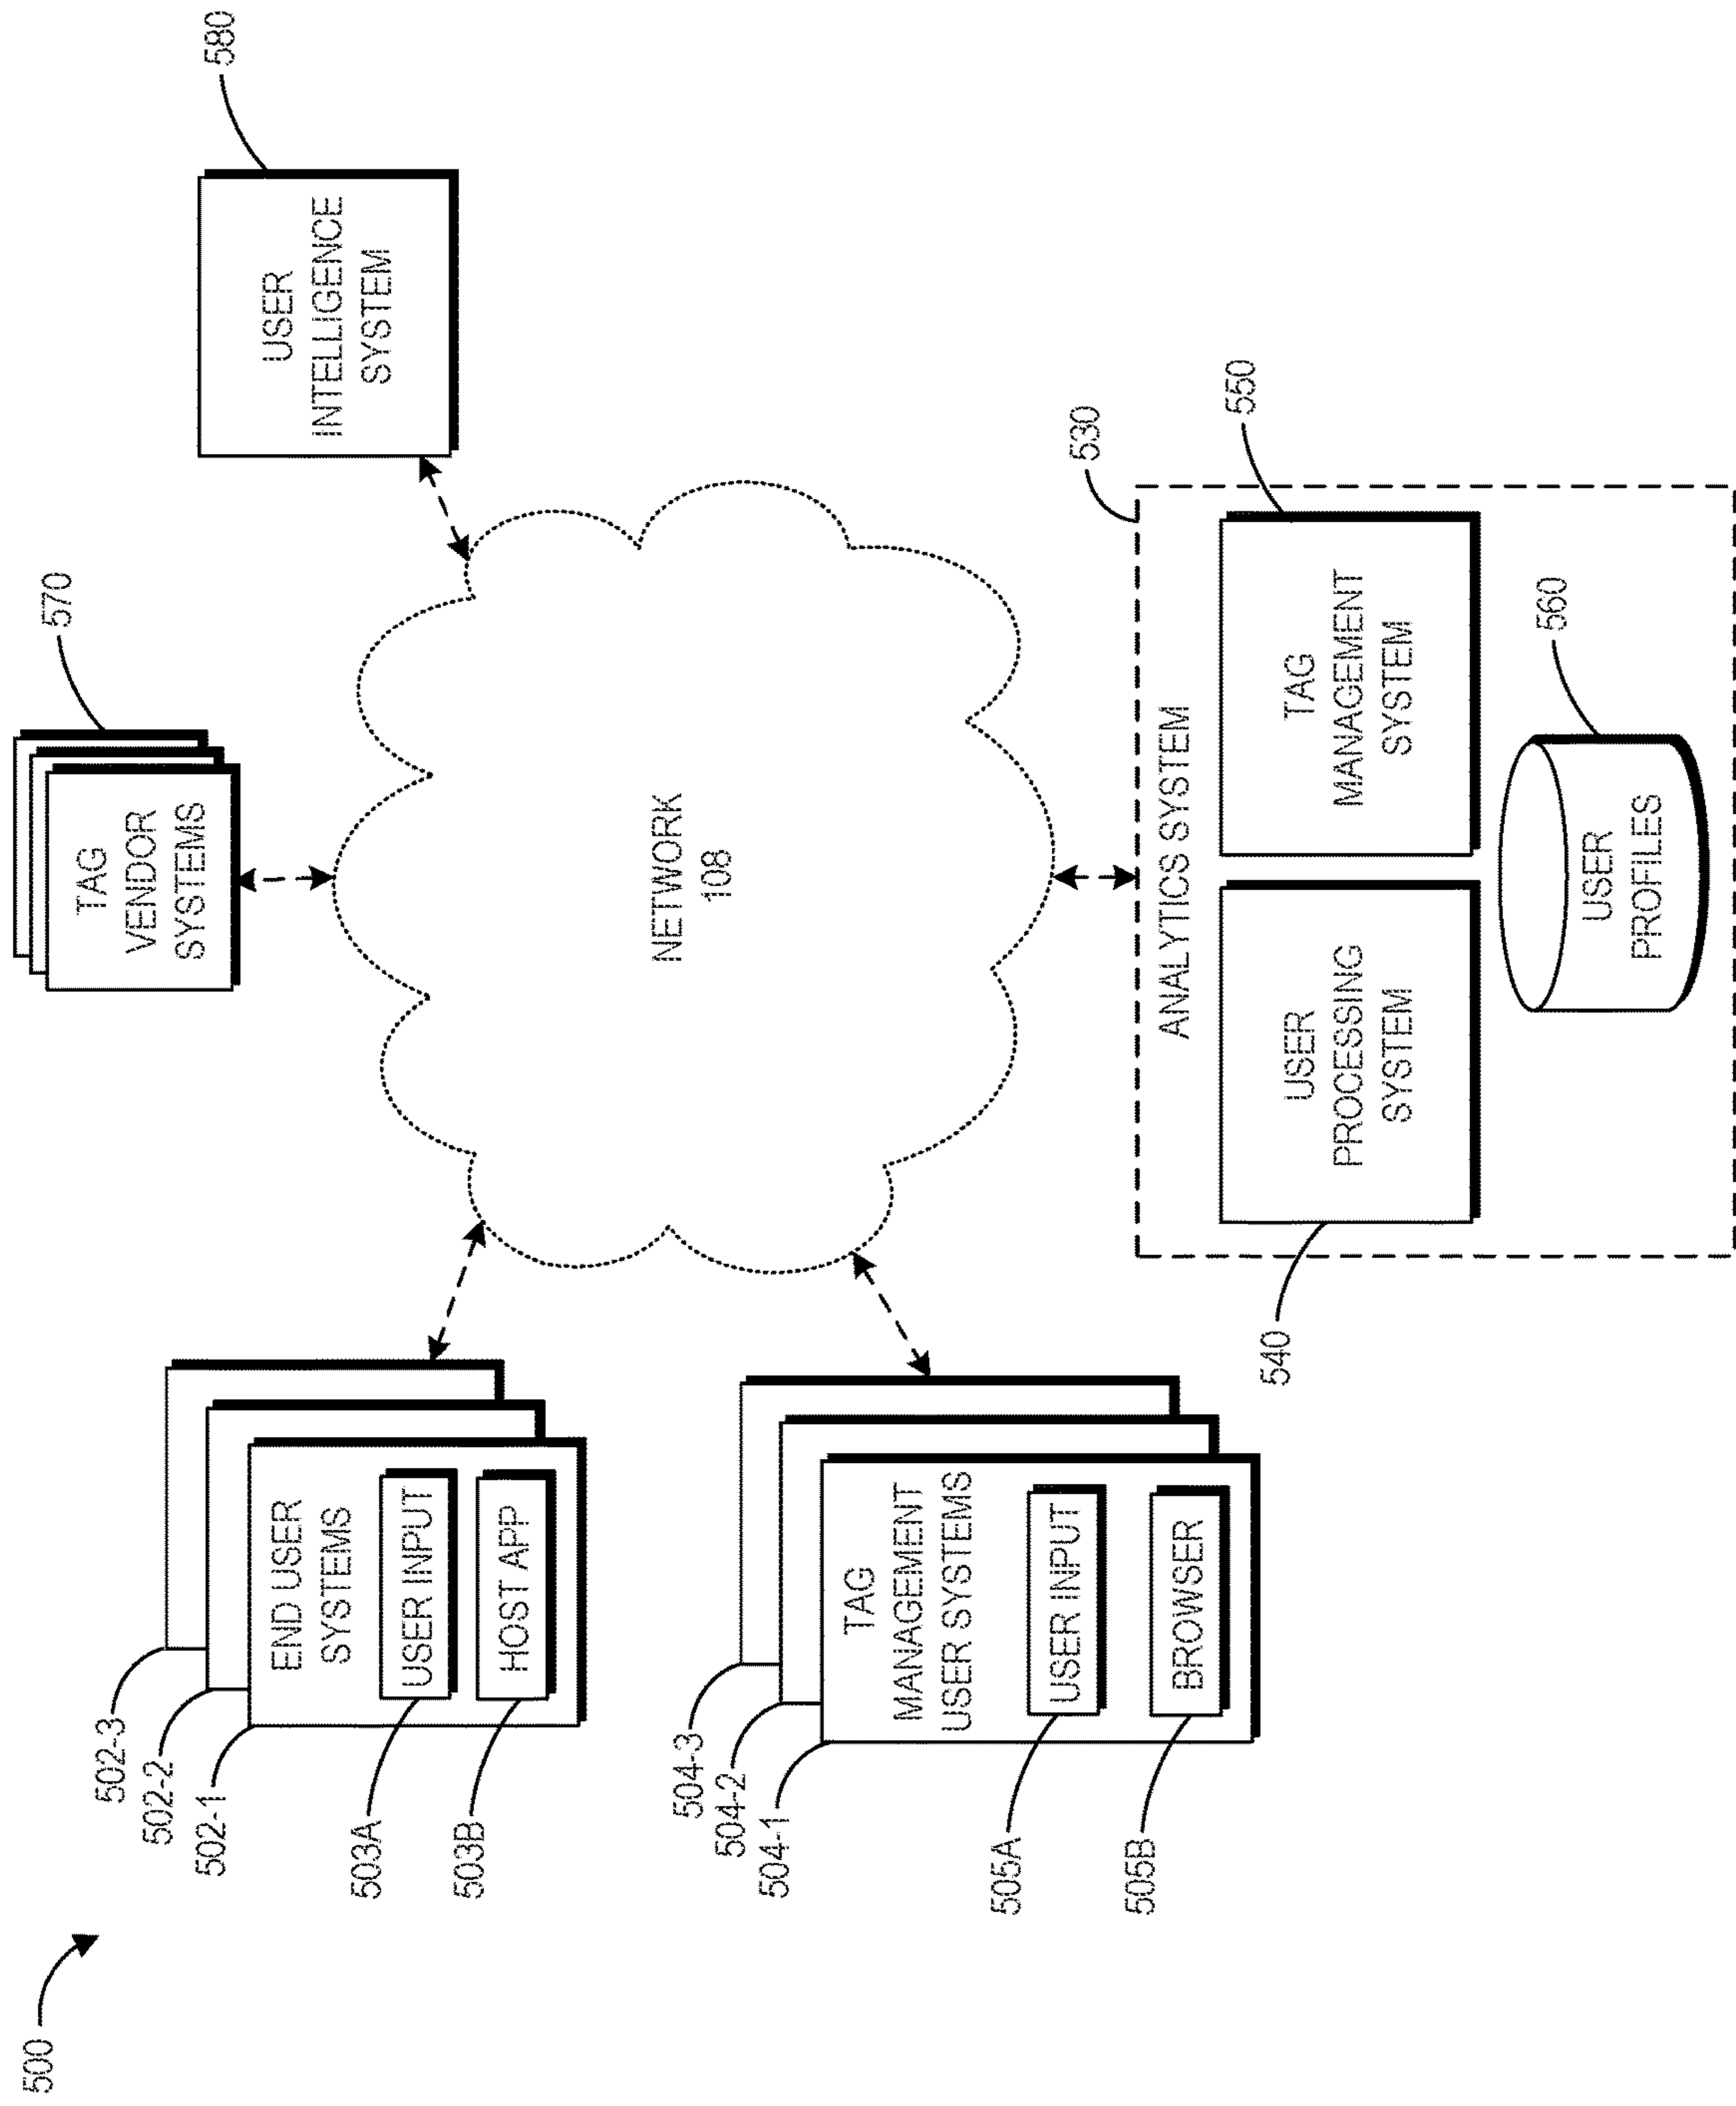 500
502-3
502-2
502-1
END USER
SYSTEMS
USER INPUT
HOST APP
503A
503B
504-3
504-2
504-1
TAG
MANAGEMENT
USER SYSTEMS
USER INPUT
BROWSER
505A
505B
TAG
VENDOR
SYSTEMS
570
USER
INTELLIGENCE
SYSTEM
580
NETWORK
108
530
ANALYTICS SYSTEM
USER
PROCESSING
SYSTEM
540
TAG
MANAGEMENT
SYSTEM
550
USER
PROFILES
560